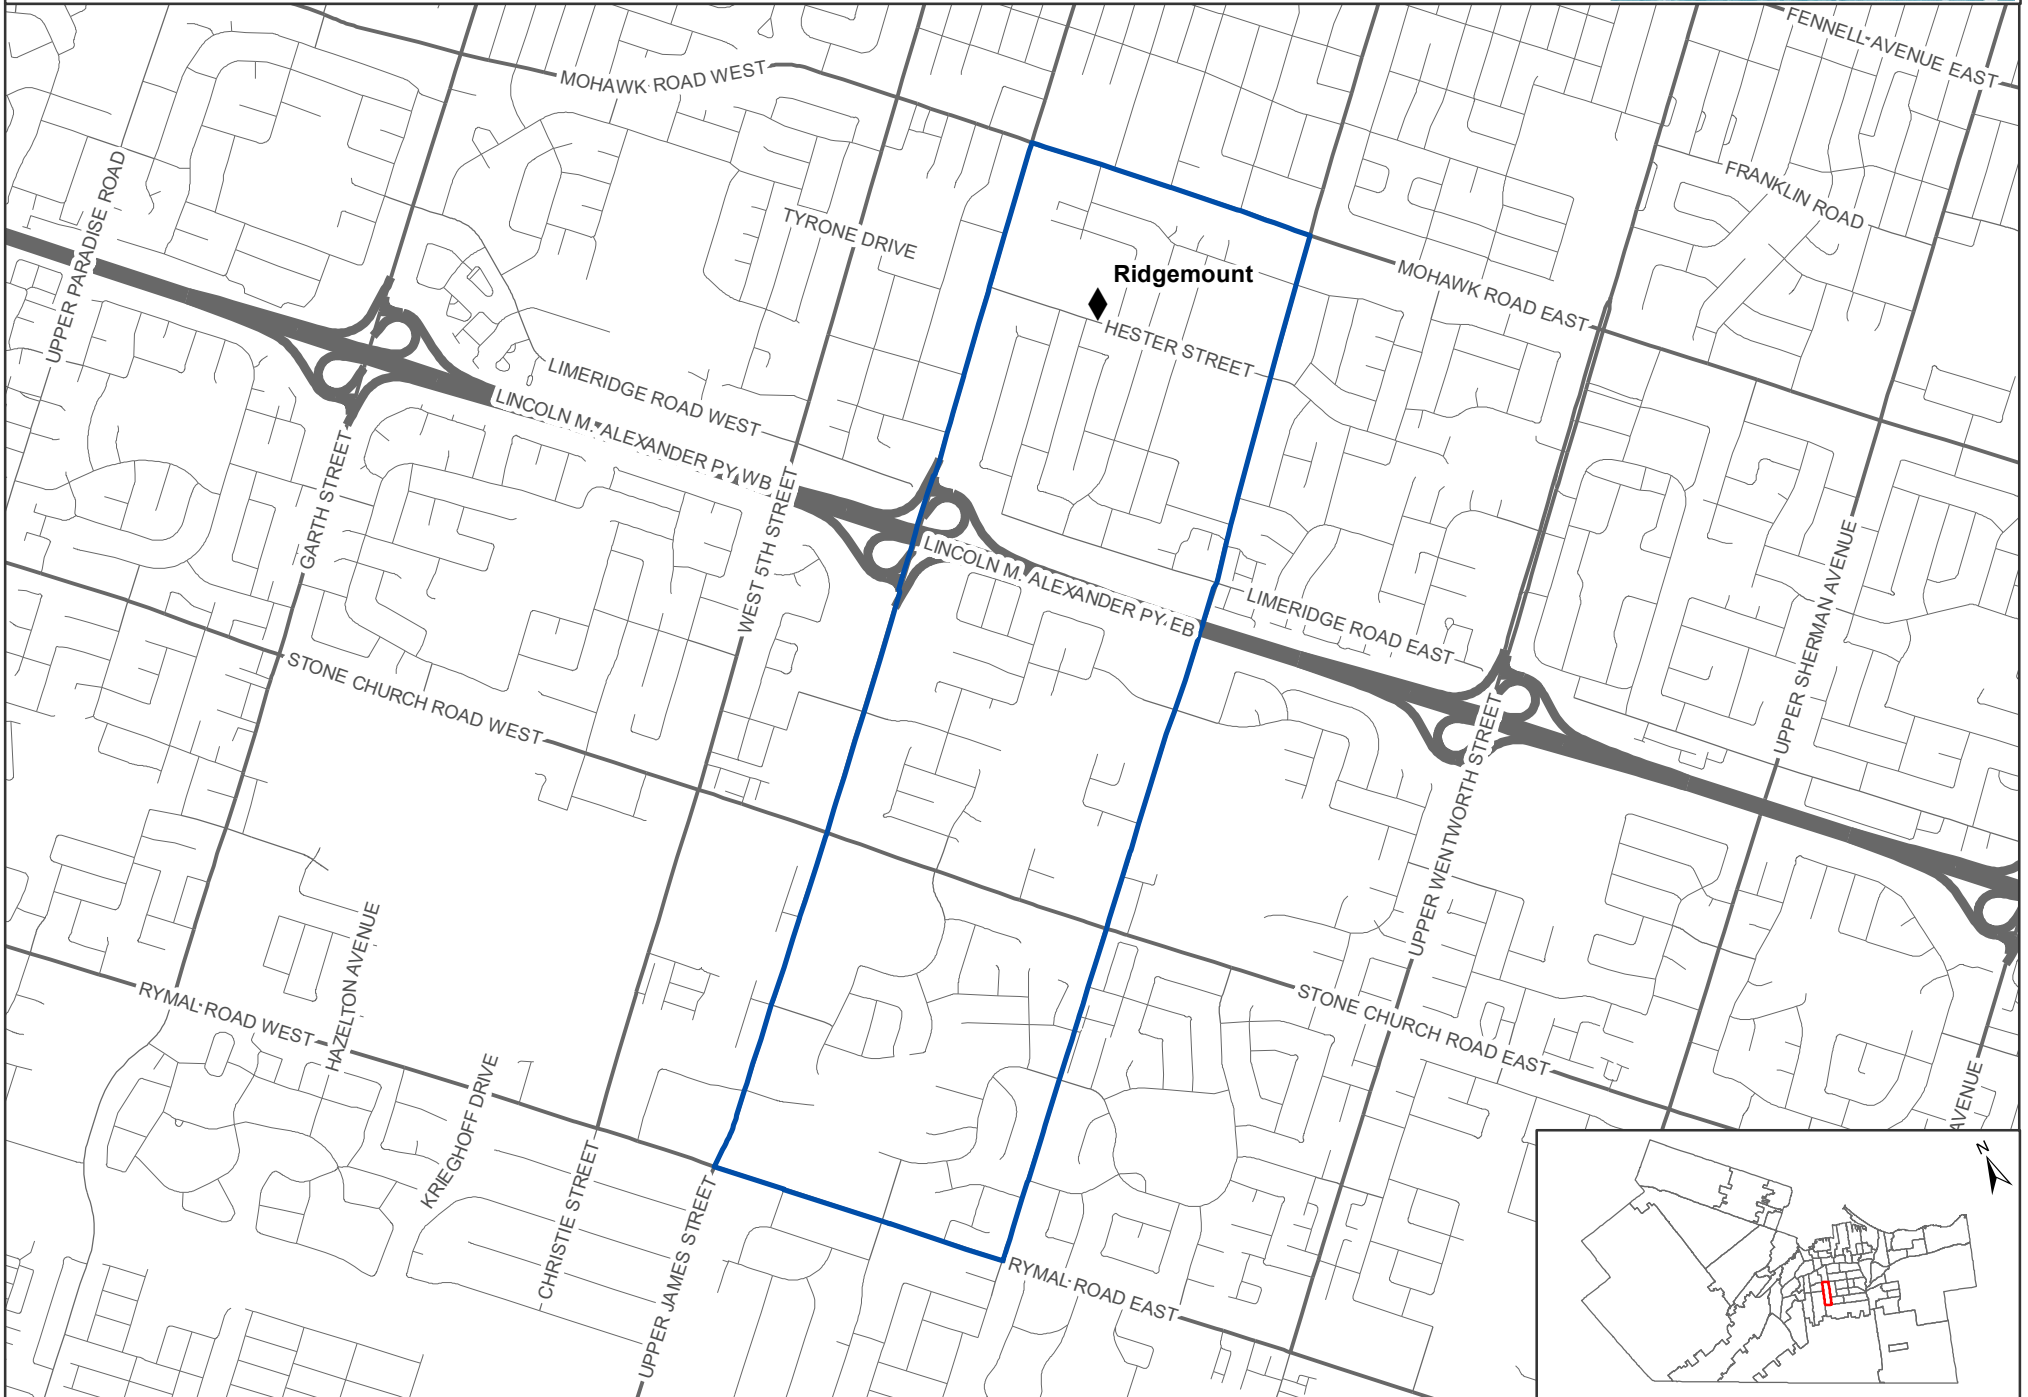 FENNELL AVENUE EAST
MOHAWK ROAD WEST
UPPER PARADISE ROAD
FRANKLIN ROAD
TYRONE DRIVE
Ridgemount
MOHAWK ROAD EAST
HESTER STREET
LIMERIDGE ROAD WEST
LINCOLN M. ALEXANDER PY WB
GARTH STREET
WEST 5TH STREET
LINCOLN M. ALEXANDER PY EB
LIMERIDGE ROAD EAST
UPPER SHERMAN AVENUE
STONE CHURCH ROAD WEST
UPPER WENTWORTH STREET
HAZELTON AVENUE
RYMAL ROAD WEST
STONE CHURCH ROAD EAST
KRIEGHOFF DRIVE
AVENUE
CHRISTIE STREET
UPPER JAMES STREET
RYMAL ROAD EAST
N